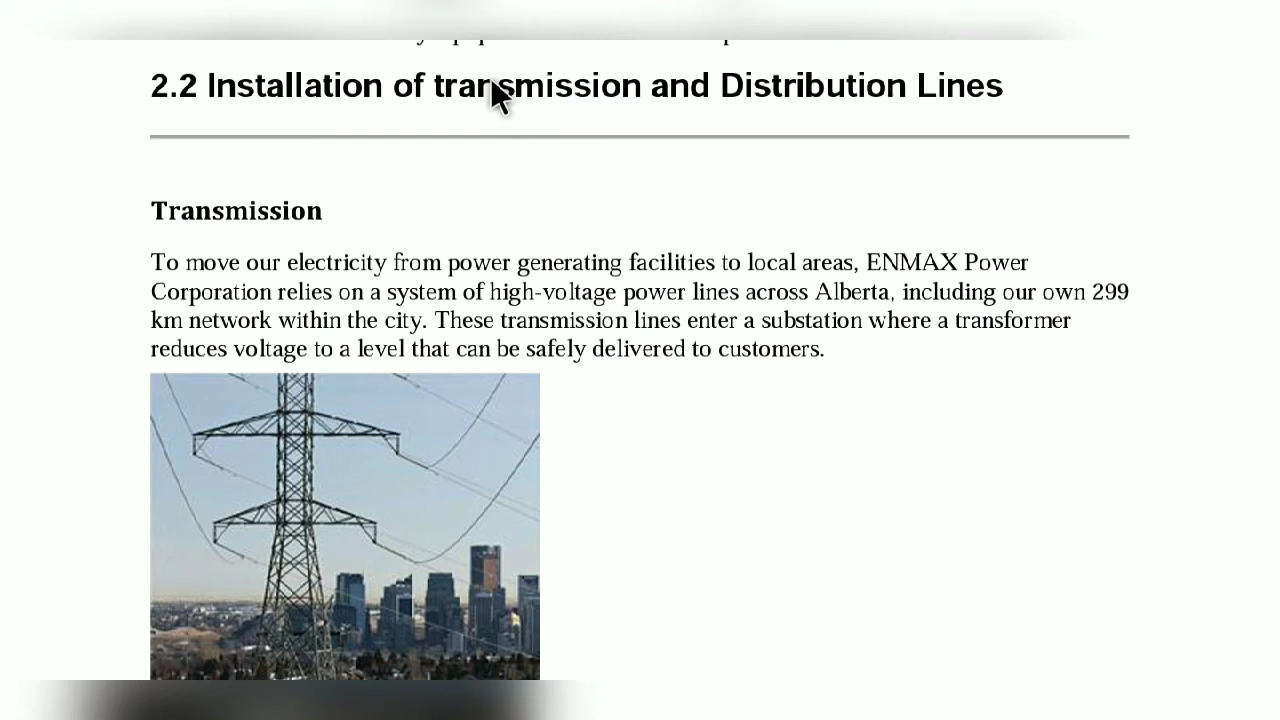 2.2 Installation of transmission and Distribution Lines
Transmission
To move our electricity from power generating facilities to local areas, ENMAX Power
Corporation relies on a system of high-voltage power lines across Alberta, including our own 299
km network within the city. These transmission lines enter a substation where a transformer
reduces voltage to a level that can be safely delivered to customers.